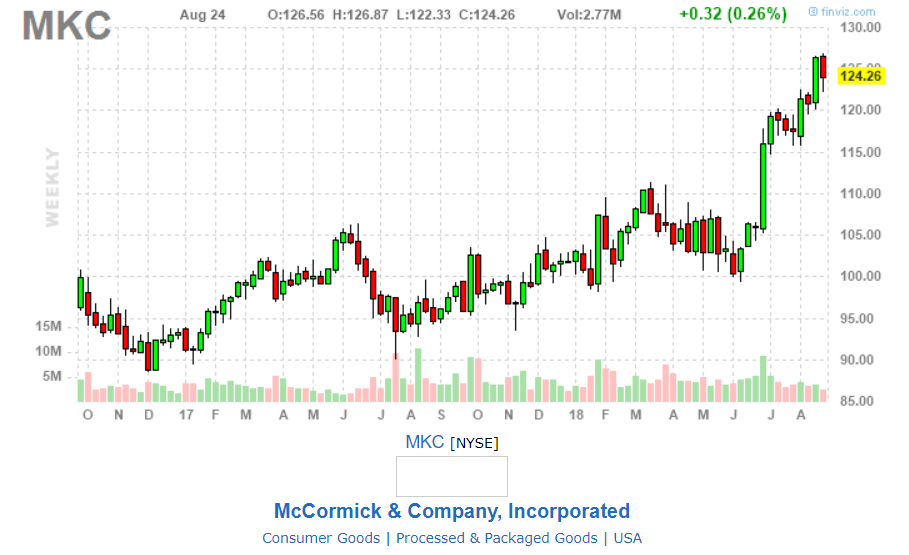 MKC
Aug 24 O:126.56 H:126.87 L:122.33 C:124.26 Vol:2.77M +0.32 (0.26%) © finviz.com
130.00
125.00
124.26
120.00
115.00
110.00
105.00
100.00
95.00
90.00
85.00
WEEKLY
15M
10M
5M
O N D 17 F M A M J J A S O N D 18 F M A M J J A
MKC [NYSE]
McCormick & Company, Incorporated
Consumer Goods | Processed & Packaged Goods | USA